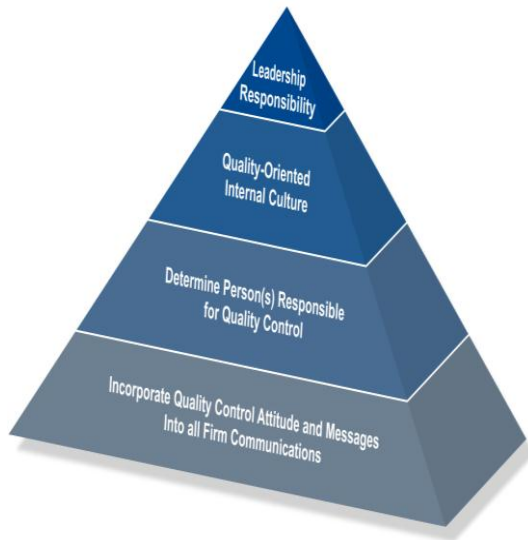 Leadership
Responsibility
Quality-Oriented
Internal Culture
Determine Person(s) Responsible
for Quality Control
Incorporate Quality Control Attitude and Messages
Into all Firm Communications